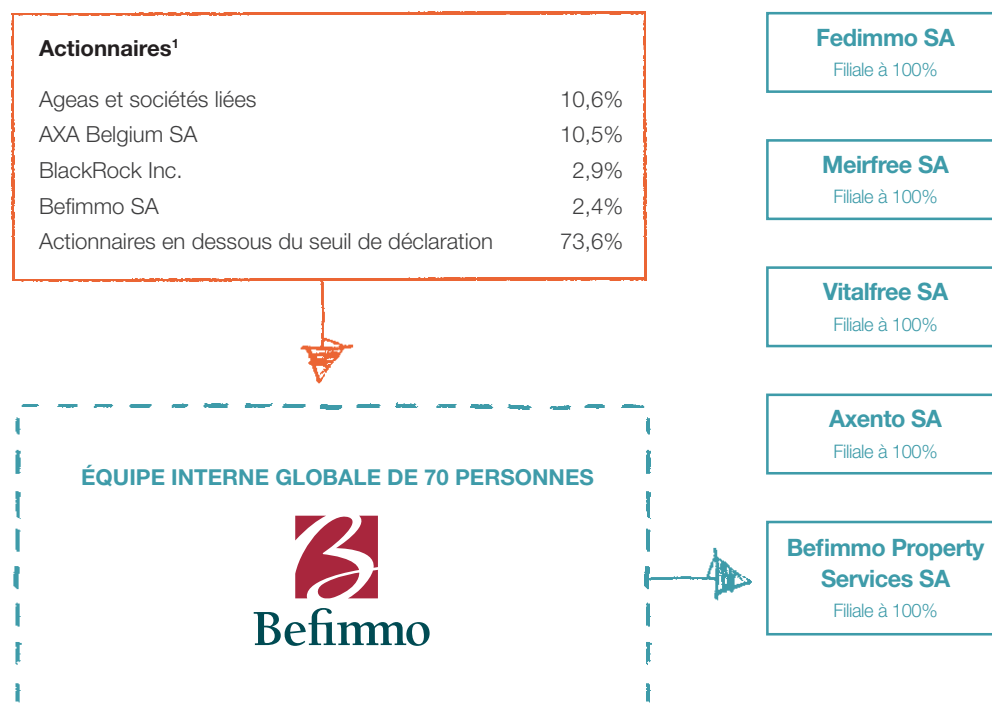 Actionnaires¹
Ageas et sociétés liées 10,6%
AXA Belgium SA 10,5%
BlackRock Inc. 2,9%
Befimmo SA 2,4%
Actionnaires en dessous du seuil de déclaration 73,6%
ÉQUIPE INTERNE GLOBALE DE 70 PERSONNES
Befimmo
Fedimmo SA
Filiale à 100%
Meirfree SA
Filiale à 100%
Vitalfree SA
Filiale à 100%
Axento SA
Filiale à 100%
Befimmo Property
Services SA
Filiale à 100%